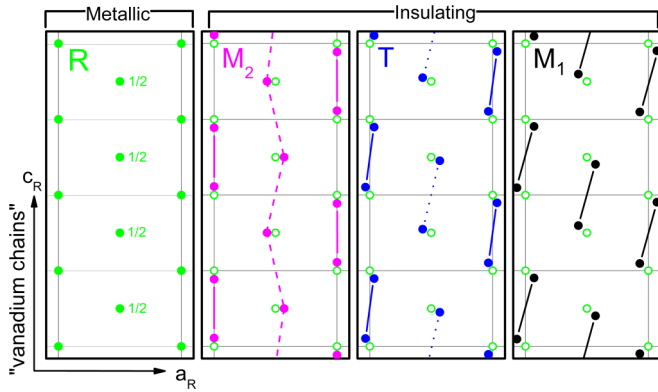 Metallic
Insulating
R
M2
T
M1
1/2
1/2
1/2
1/2
cR
"vanadium chains"
aR